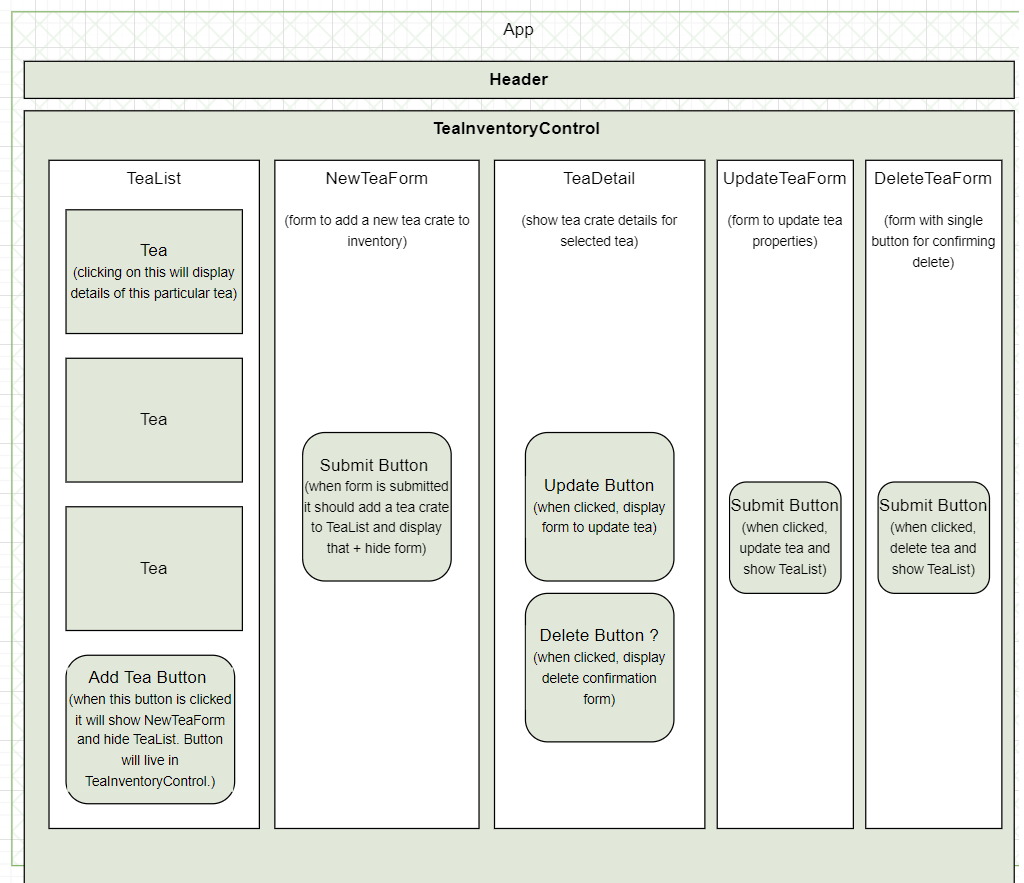 App
Header
TeaInventoryControl
TeaList
Tea
(clicking on this will display
details of this particular tea)
Tea
Tea
Add Tea Button
(when this button is clicked
it will show NewTeaForm
and hide TeaList. Button
will live in
TeaInventoryControl.)
NewTeaForm
(form to add a new tea crate to
inventory)
Submit Button
(when form is submitted
it should add a tea crate
to TeaList and display
that + hide form)
TeaDetail
(show tea crate details for
selected tea)
Update Button
(when clicked, display
form to update tea)
Delete Button ?
(when clicked, display
delete confirmation
form)
UpdateTeaForm
(form to update tea
properties)
Submit Button
(when clicked,
update tea and
show TeaList)
DeleteTeaForm
(form with single
button for confirming
delete)
Submit Button
(when clicked,
delete tea and
show TeaList)